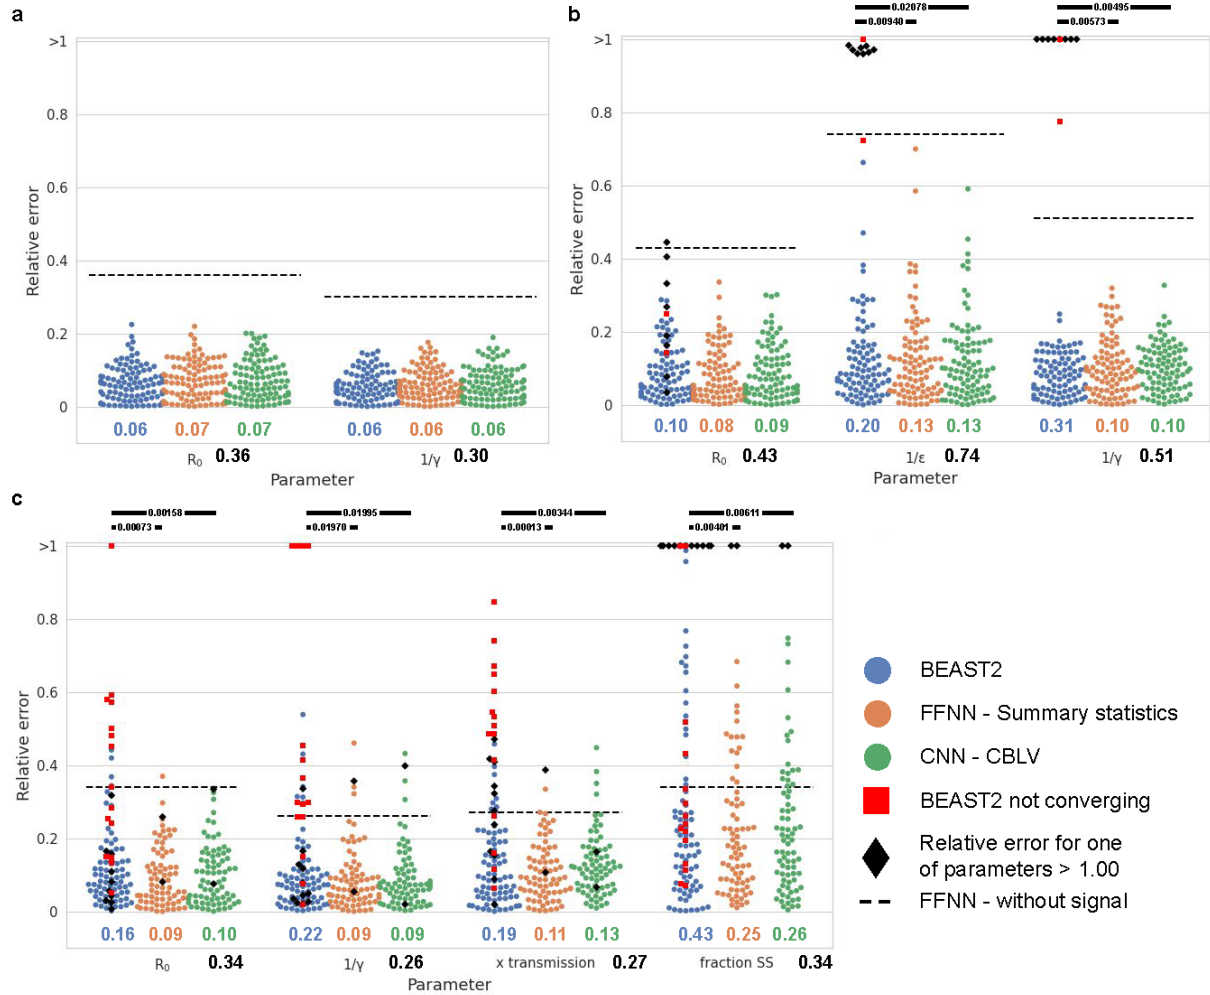 a
>1
0.8
0.6
0.4
0.2
0
Relative error
0.06 0.07 0.07 0.06 0.06 0.06
R₀ 0.36 1/γ 0.30
Parameter
b
0.02078 0.00495
0.00940 0.00573
>1
0.8
0.6
0.4
0.2
0
Relative error
0.10 0.08 0.09 0.20 0.13 0.13 0.31 0.10 0.10
R₀ 0.43 1/ε 0.74 1/γ 0.51
Parameter
c
0.00158 0.01995 0.00344 0.00611
0.00073 0.01970 0.00013 0.00401
>1
0.8
0.6
0.4
0.2
0
Relative error
0.16 0.09 0.10 0.22 0.09 0.09 0.19 0.11 0.13 0.43 0.25 0.26
R₀ 0.34 1/γ 0.26 x transmission 0.27 fraction SS 0.34
Parameter
BEAST2
FFNN - Summary statistics
CNN - CBLV
BEAST2 not converging
Relative error for one
of parameters > 1.00
FFNN - without signal